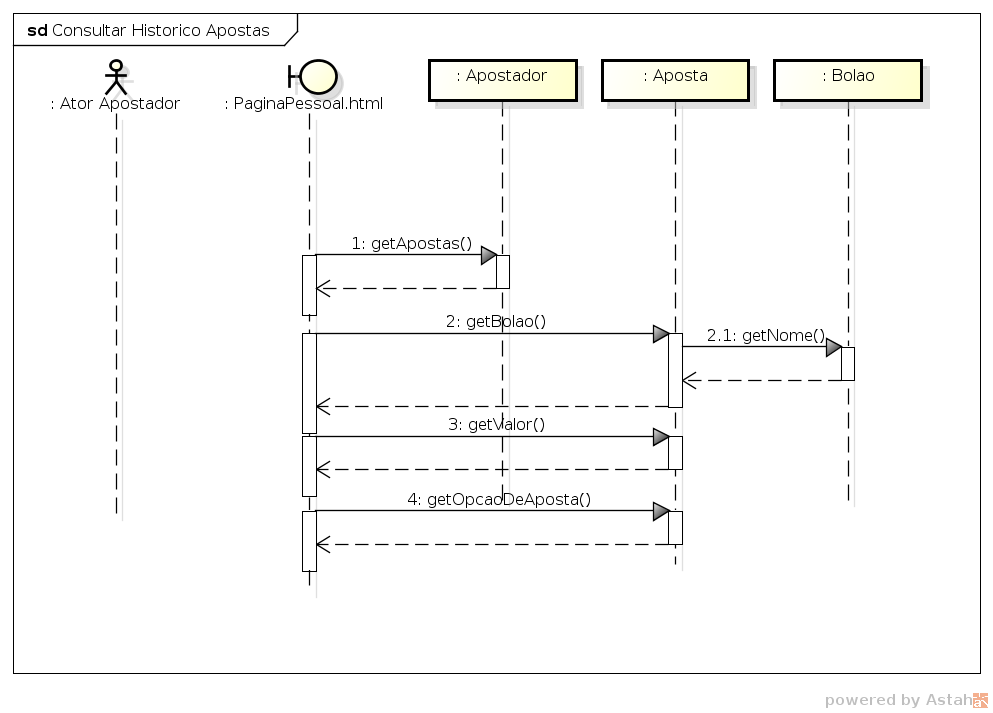 sd Consultar Historico Apostas
: Ator Apostador
: PaginaPessoal.html
: Apostador
: Aposta
: Bolao
1: getApostas()
2: getBolao()
2.1: getNome()
3: getValor()
4: getOpcaoDeAposta()
powered by Astah